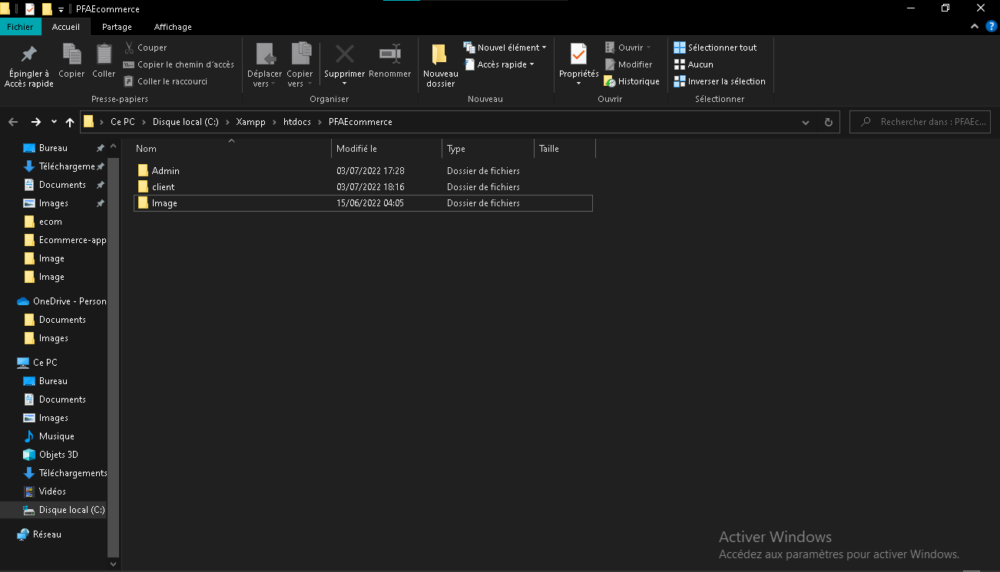 PFAEcommerce
Fichier Accueil Partage Affichage
Épingler à Accès rapide
Copier
Coller
Couper
Copier le chemin d'accès
Coller le raccourci
Presse-papiers
Déplacer vers
Copier vers
Supprimer
Renommer
Organiser
Nouveau dossier
Nouvel élément
Accès rapide
Nouveau
Propriétés
Ouvrir
Modifier
Historique
Ouvrir
Sélectionner tout
Aucun
Inverser la sélection
Sélectionner
Ce PC › Disque local (C:) › Xampp › htdocs › PFAEcommerce
Rechercher dans : PFAEc...
Bureau
Téléchargeme
Documents
Images
ecom
Ecommerce-app
Image
Image
OneDrive - Person
Documents
Images
Ce PC
Bureau
Documents
Images
Musique
Objets 3D
Téléchargements
Vidéos
Disque local (C:)
Réseau
Nom Modifié le Type Taille
Admin 03/07/2022 17:28 Dossier de fichiers
client 03/07/2022 18:16 Dossier de fichiers
Image 15/06/2022 04:05 Dossier de fichiers
Activer Windows
Accédez aux paramètres pour activer Windows.